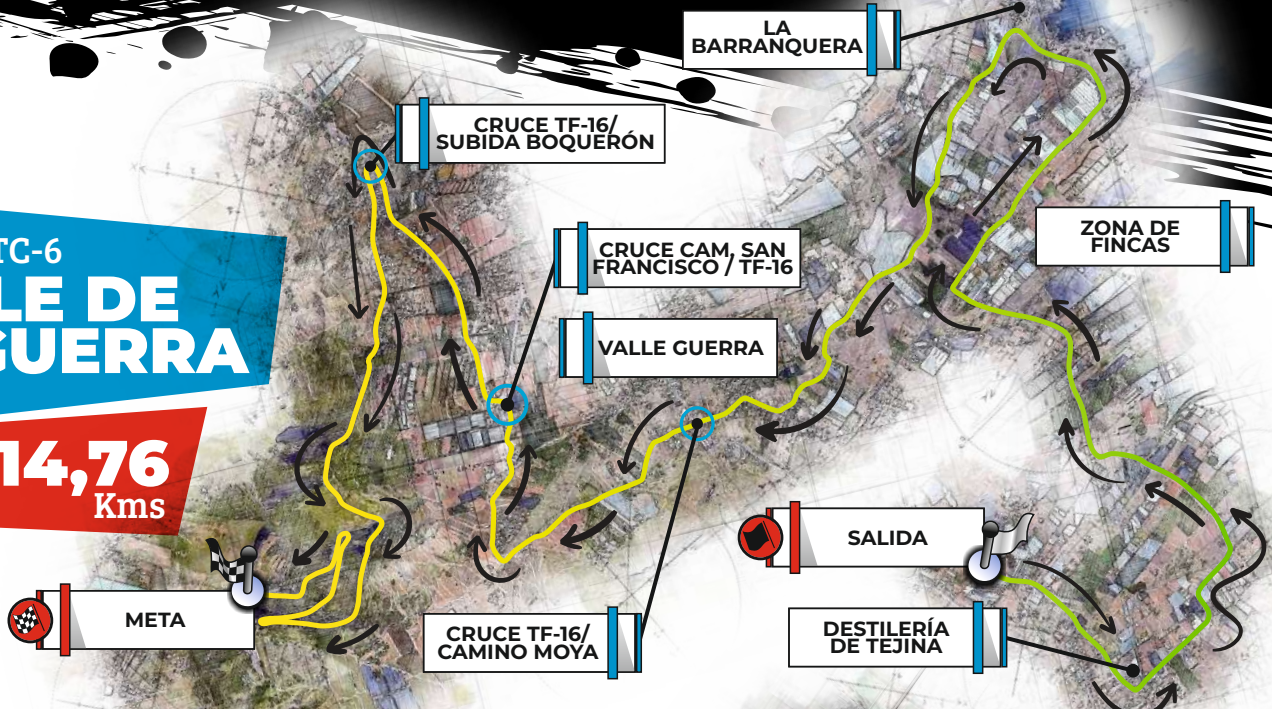 LA
BARRANQUERA
CRUCE TF-16/
SUBIDA BOQUERÓN
TC-6
LE DE
GUERRA
14,76
Kms
CRUCE CAM. SAN
FRANCISCO / TF-16
ZONA DE
FINCAS
VALLE GUERRA
SALIDA
META
CRUCE TF-16/
CAMINO MOYA
DESTILERÍA
DE TEJINA